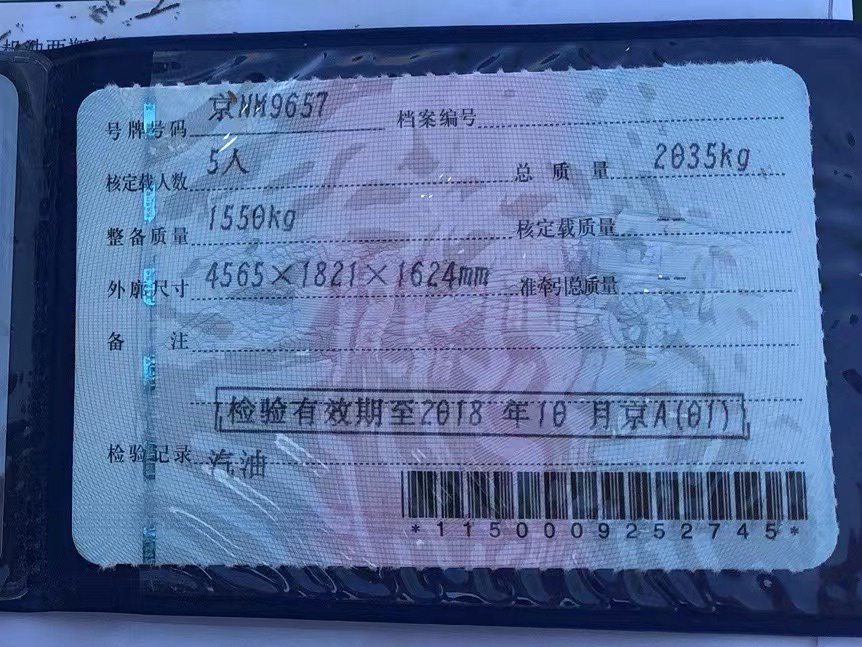 号牌号码 京NM9657 档案编号
核定载人数 5人 总质量 2035kg
整备质量 1550kg 核定载质量 --
外廓尺寸 4565×1821×1624mm 准牵引总质量 --
备注
检验有效期至2018 年10 月京A(01)
检验记录 汽油
*1150009252745*